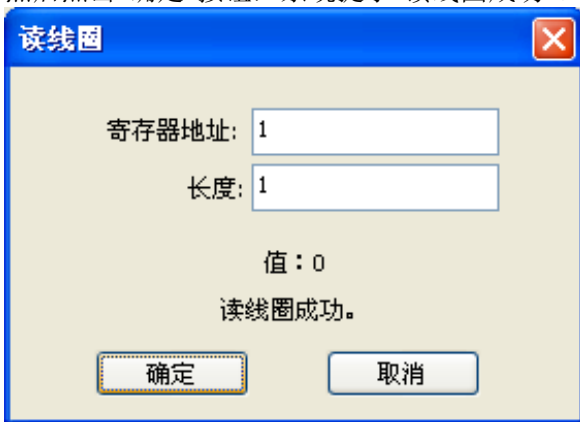 读线圈
寄存器地址: 1
长度: 1
值：0
读线圈成功。
确定
取消